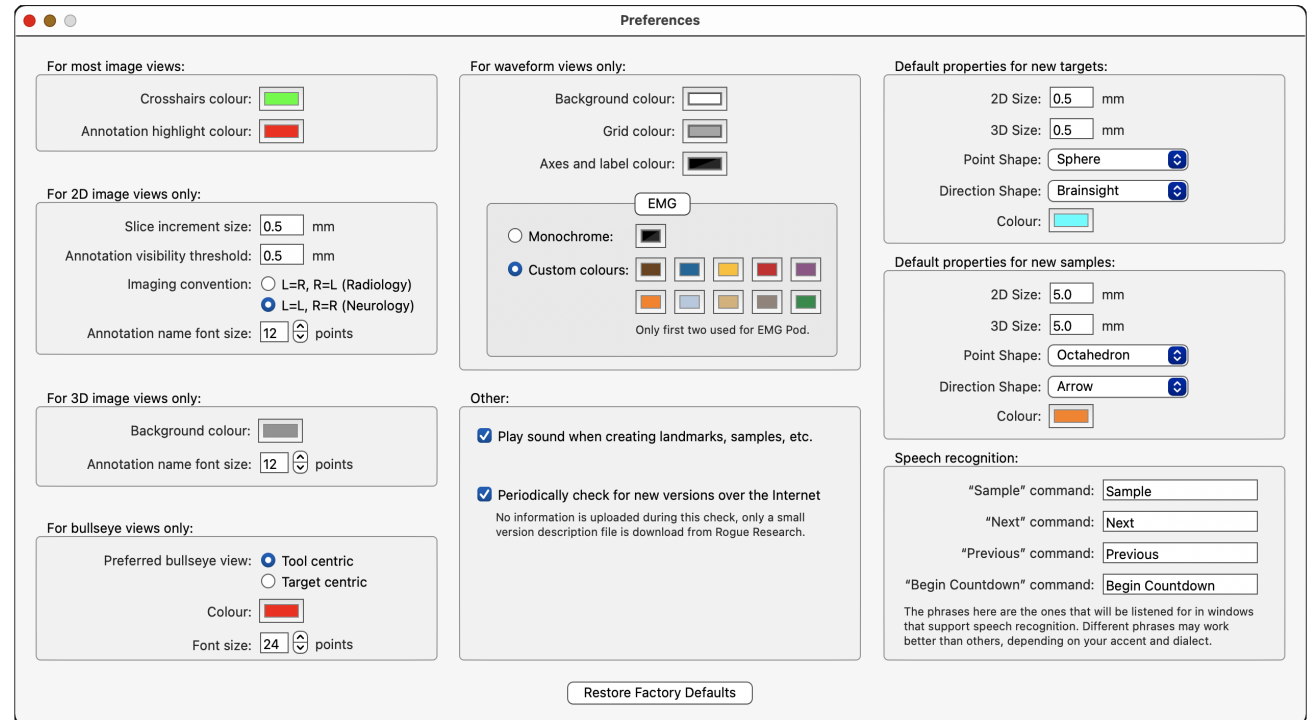 Preferences
For most image views:
Crosshairs colour:
Annotation highlight colour:
For 2D image views only:
Slice increment size: 0.5 mm
Annotation visibility threshold: 0.5 mm
Imaging convention: L=R, R=L (Radiology)
L=L, R=R (Neurology)
Annotation name font size: 12 points
For 3D image views only:
Background colour:
Annotation name font size: 12 points
For bullseye views only:
Preferred bullseye view: Tool centric
Target centric
Colour:
Font size: 24 points
For waveform views only:
Background colour:
Grid colour:
Axes and label colour:
EMG
Monochrome:
Custom colours:
Only first two used for EMG Pod.
Other:
Play sound when creating landmarks, samples, etc.
Periodically check for new versions over the Internet
No information is uploaded during this check, only a small
version description file is download from Rogue Research.
Default properties for new targets:
2D Size: 0.5 mm
3D Size: 0.5 mm
Point Shape: Sphere
Direction Shape: Brainsight
Colour:
Default properties for new samples:
2D Size: 5.0 mm
3D Size: 5.0 mm
Point Shape: Octahedron
Direction Shape: Arrow
Colour:
Speech recognition:
“Sample” command: Sample
“Next” command: Next
“Previous” command: Previous
“Begin Countdown” command: Begin Countdown
The phrases here are the ones that will be listened for in windows
that support speech recognition. Different phrases may work
better than others, depending on your accent and dialect.
Restore Factory Defaults